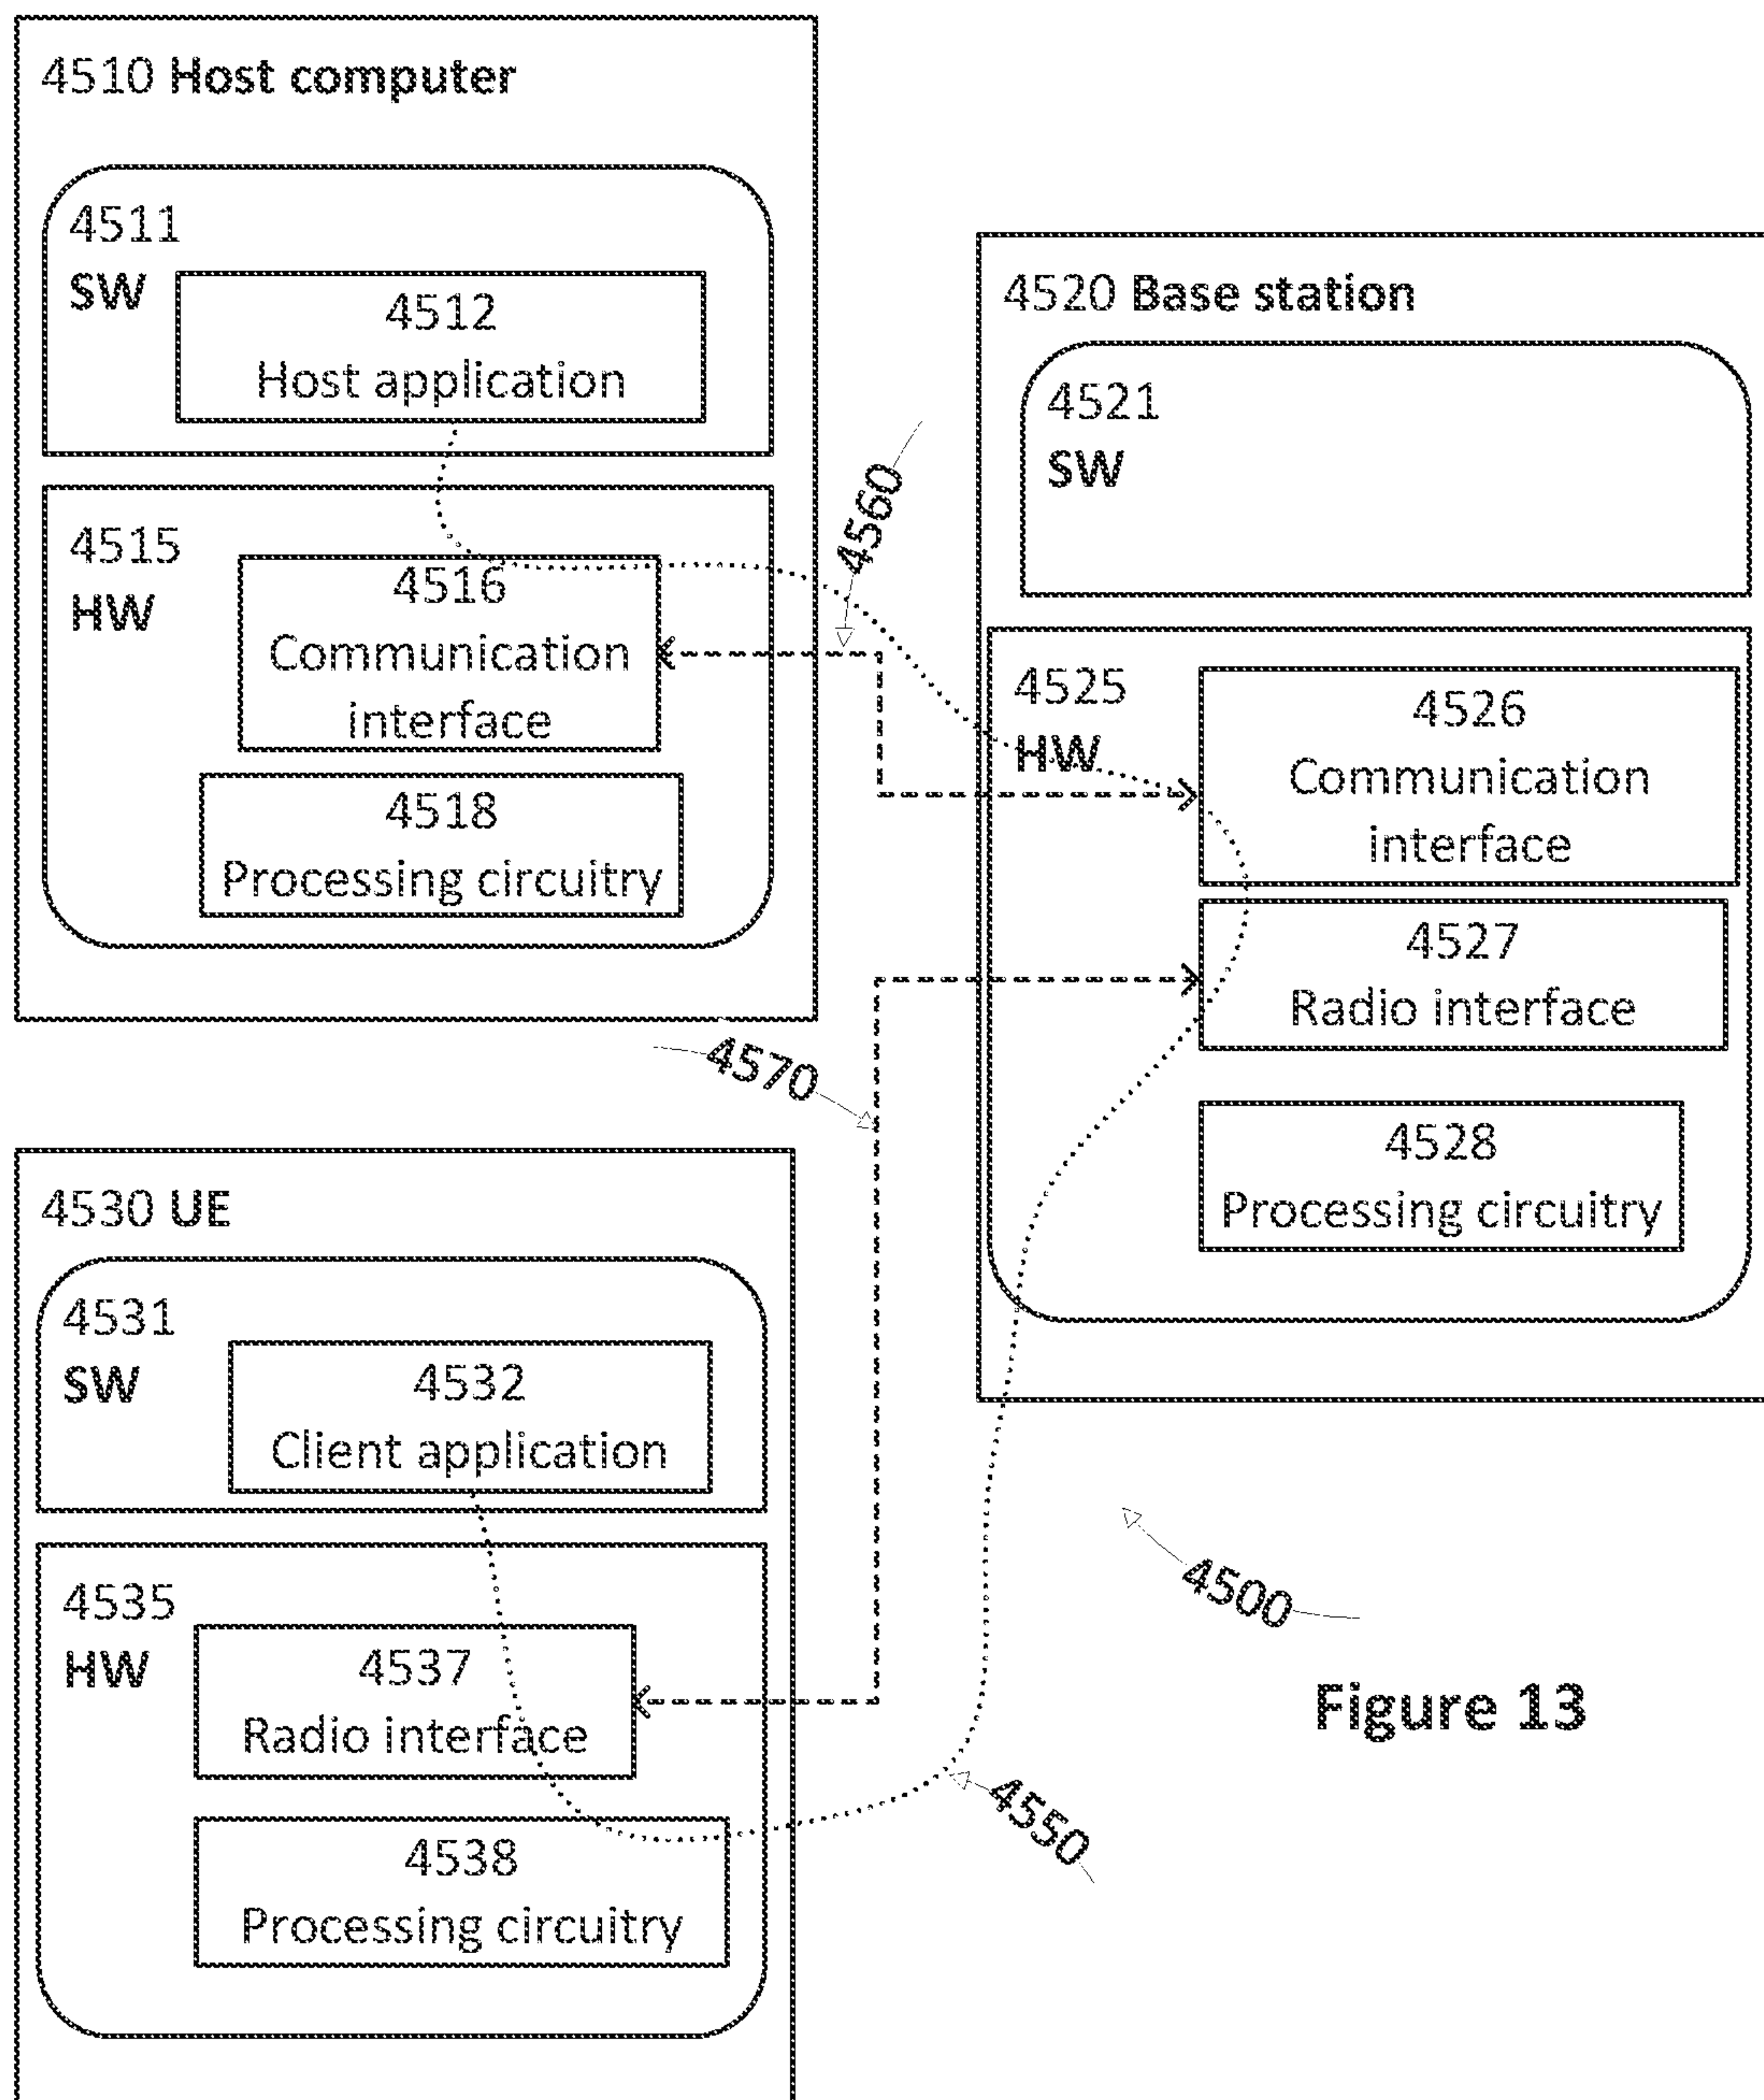 4510 Host computer
4511
SW
4512
Host application
4515
HW
4516
Communication
interface
4518
Processing circuitry
4560
4520 Base station
4521
SW
4525
HW
4526
Communication
interface
4527
Radio interface
4528
Processing circuitry
4570
4530 UE
4531
SW
4532
Client application
4535
HW
4537
Radio interface
4538
Processing circuitry
4500
4550
Figure 13